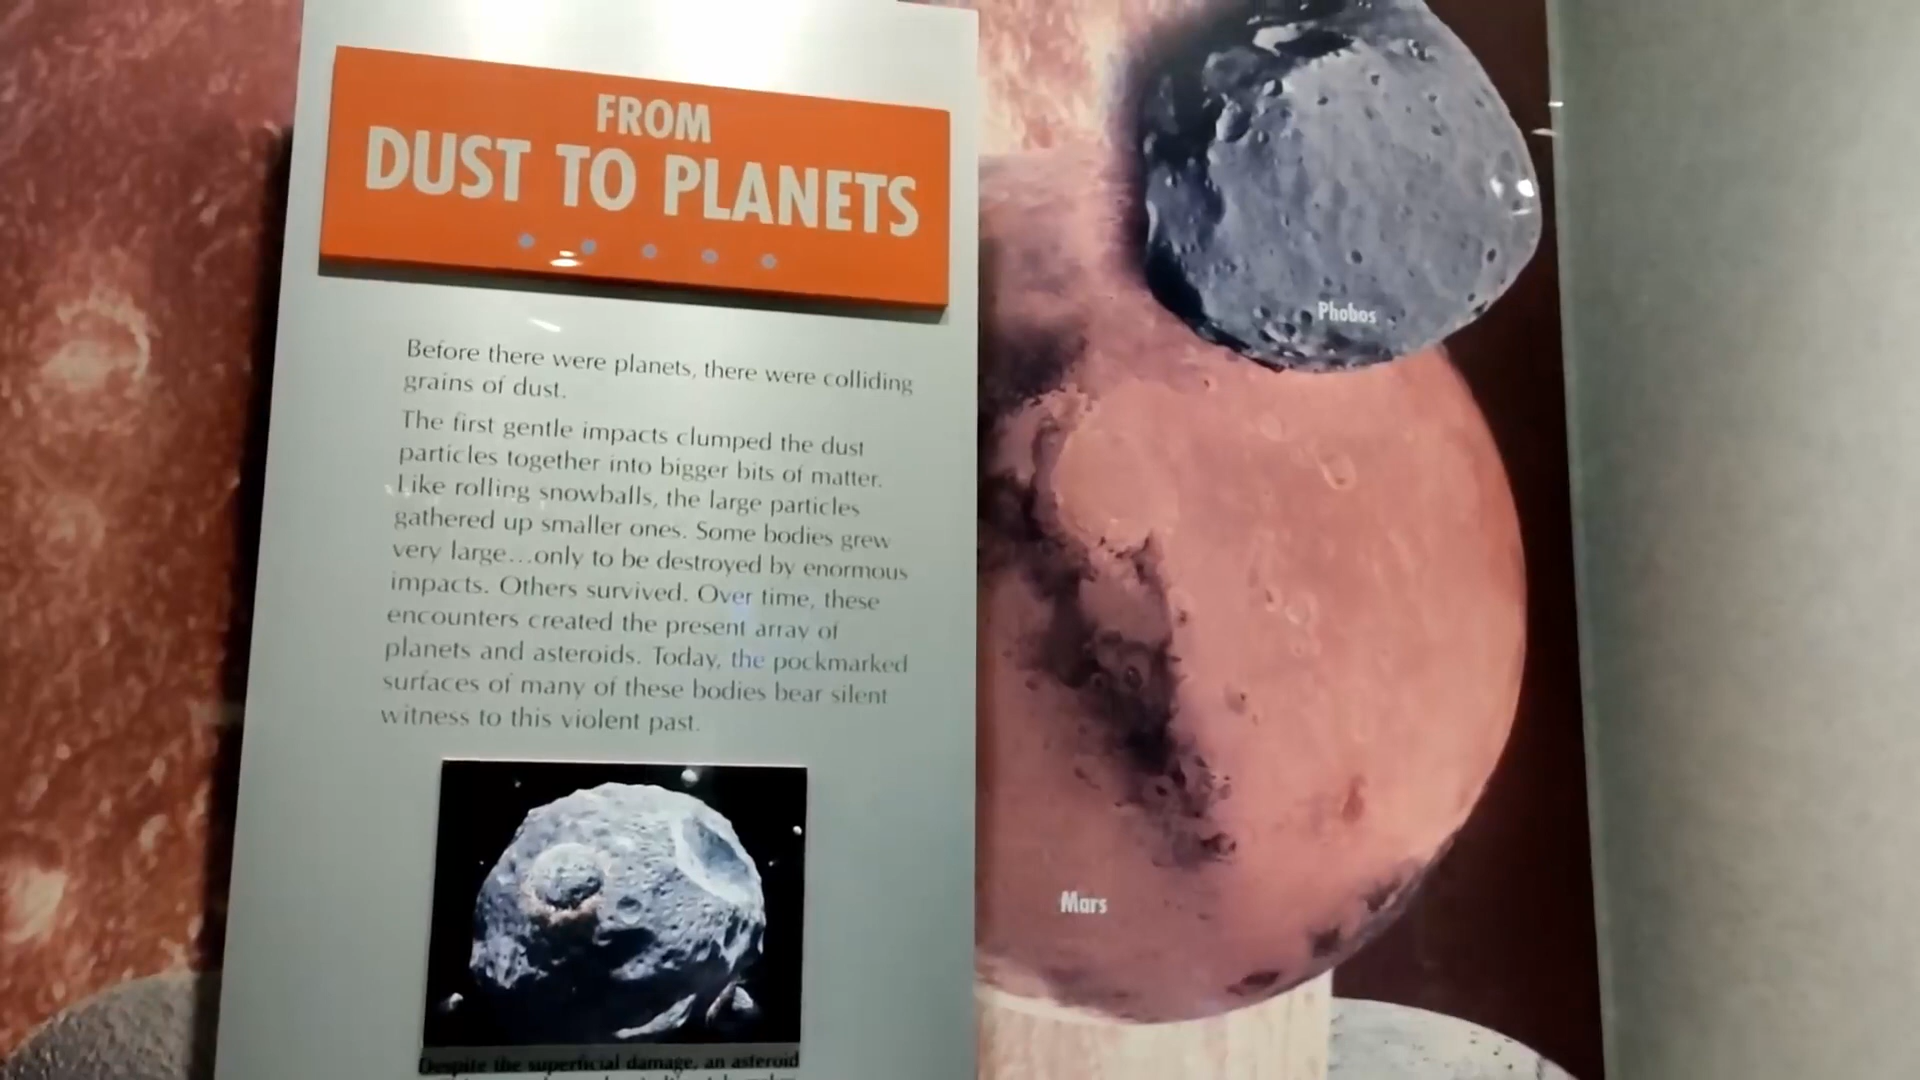 FROM
DUST TO PLANETS
Before there were planets, there were colliding
grains of dust.
The first gentle impacts clumped the dust
particles together into bigger bits of matter.
Like rolling snowballs, the large particles
gathered up smaller ones. Some bodies grew
very large...only to be destroyed by enormous
impacts. Others survived. Over time, these
encounters created the present array of
planets and asteroids. Today, the pockmarked
surfaces of many of these bodies bear silent
witness to this violent past.
Despite the superficial damage, an asteroid
Phobos
Mars